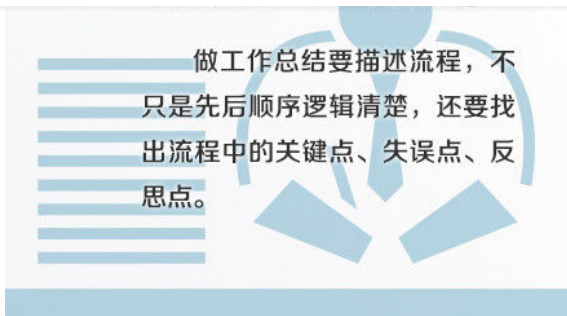 做工作总结要描述流程，不
只是先后顺序逻辑清楚，还要找
出流程中的关键点、失误点、反
思点。